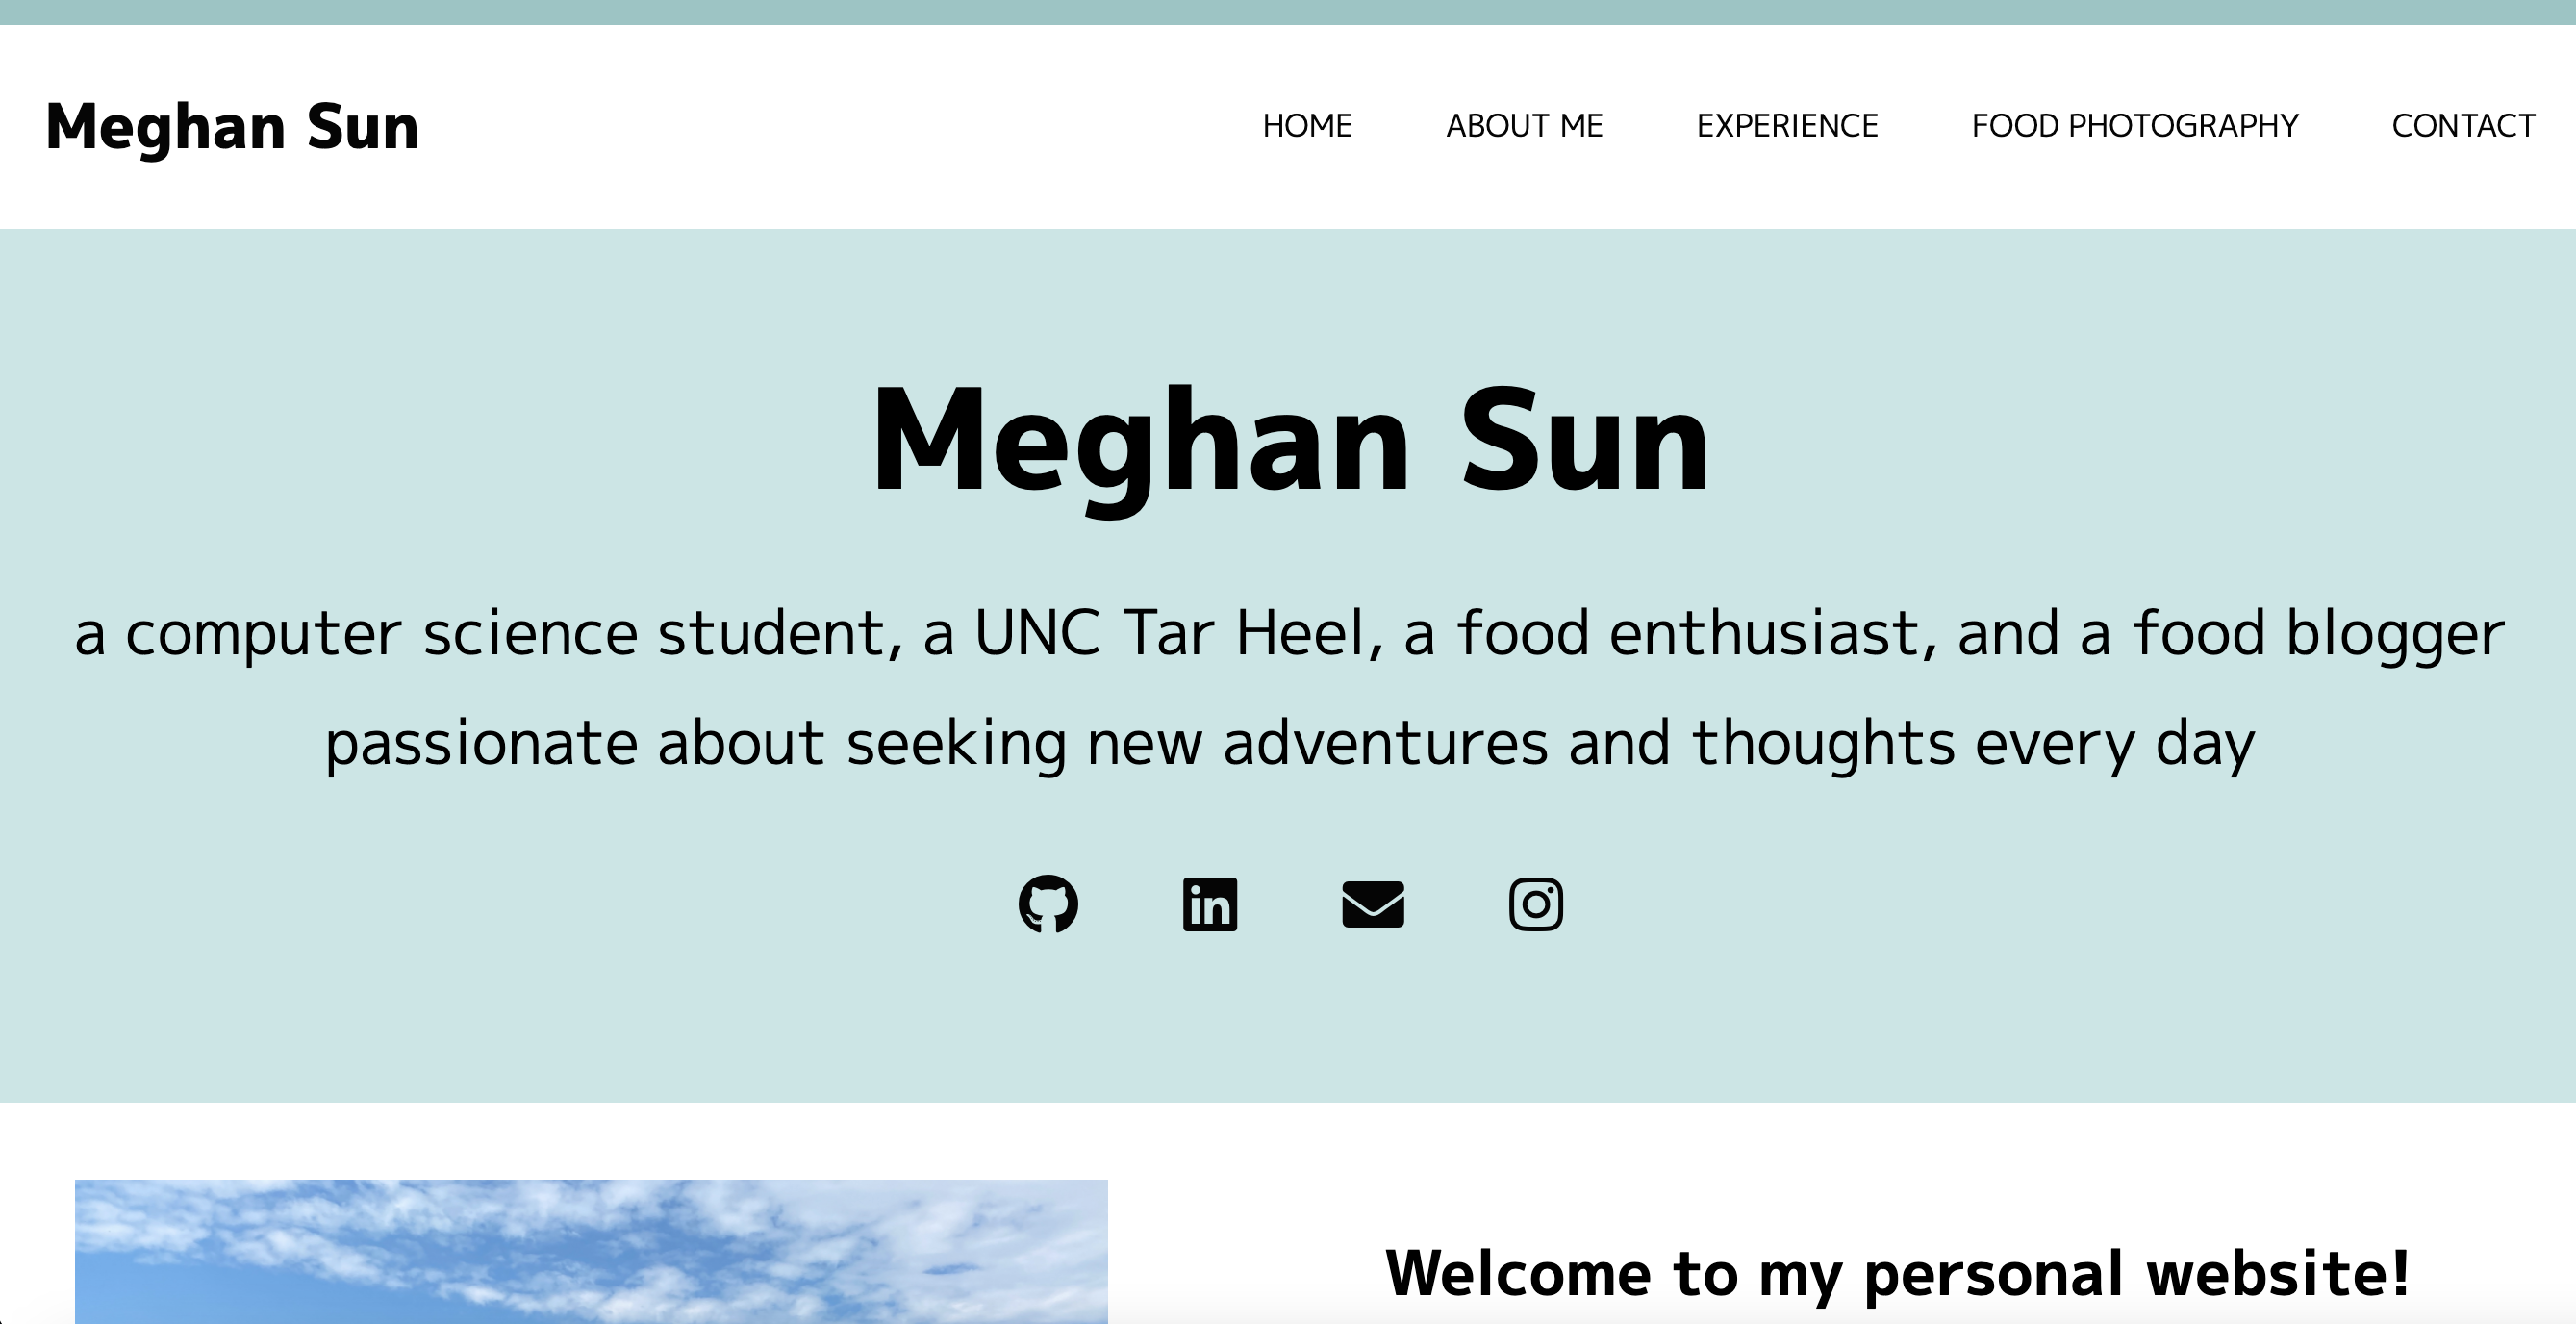 Meghan Sun
HOME ABOUT ME EXPERIENCE FOOD PHOTOGRAPHY CONTACT
Meghan Sun
a computer science student, a UNC Tar Heel, a food enthusiast, and a food blogger
passionate about seeking new adventures and thoughts every day
in
Welcome to my personal website!